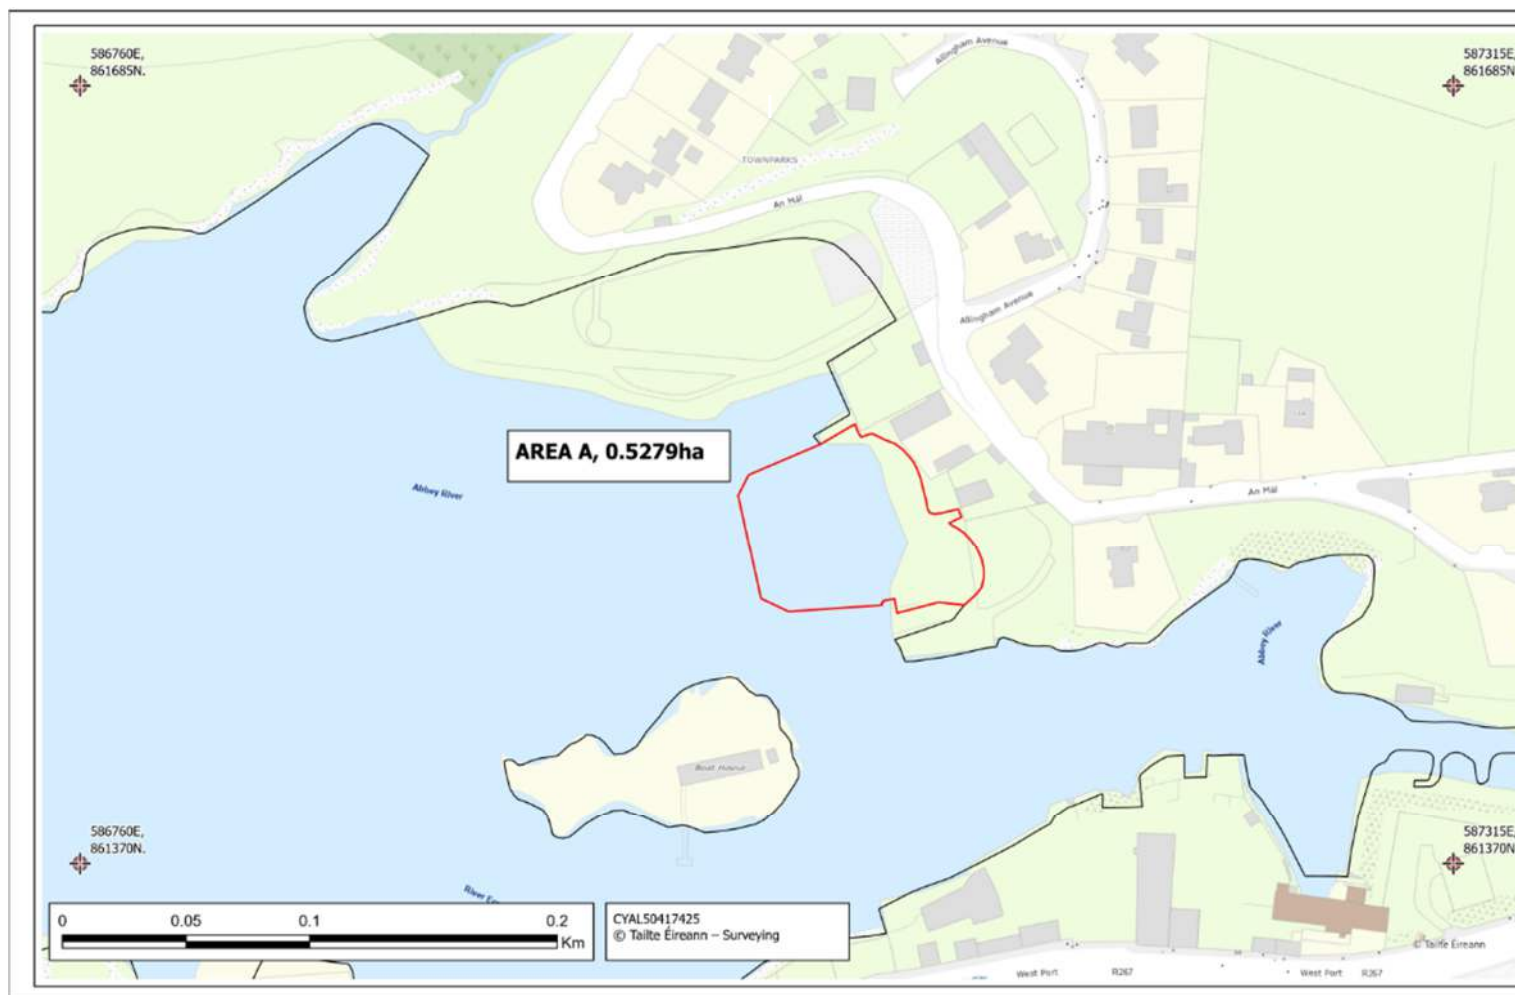 586760E,
861685N.
Allingham Avenue
587315E,
861685N
TOWNPARKS
An Mál
Allingham Avenue
AREA A, 0.5279ha
Abbey River
An Mál
Abbey River
Boat House
586760E,
861370N.
587315E,
861370N
River
0 0.05 0.1 0.2
Km
CYAL50417425
© Tailte Éireann – Surveying
© Tailte Éireann
West Port R267 West Port R267